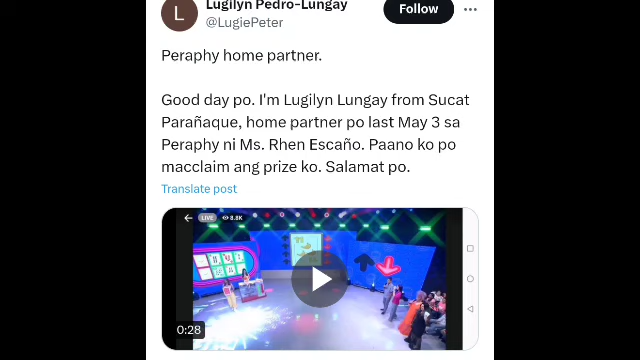 Lugilyn Pedro-Lungay
L
@LugiePeter
Follow
Peraphy home partner.
Good day po. I'm Lugilyn Lungay from Sucat
Parañaque, home partner po last May 3 sa
Peraphy ni Ms. Rhen Escaño. Paano ko po
macclaim ang prize ko. Salamat po.
Translate post
LIVE 8.8K
0:28